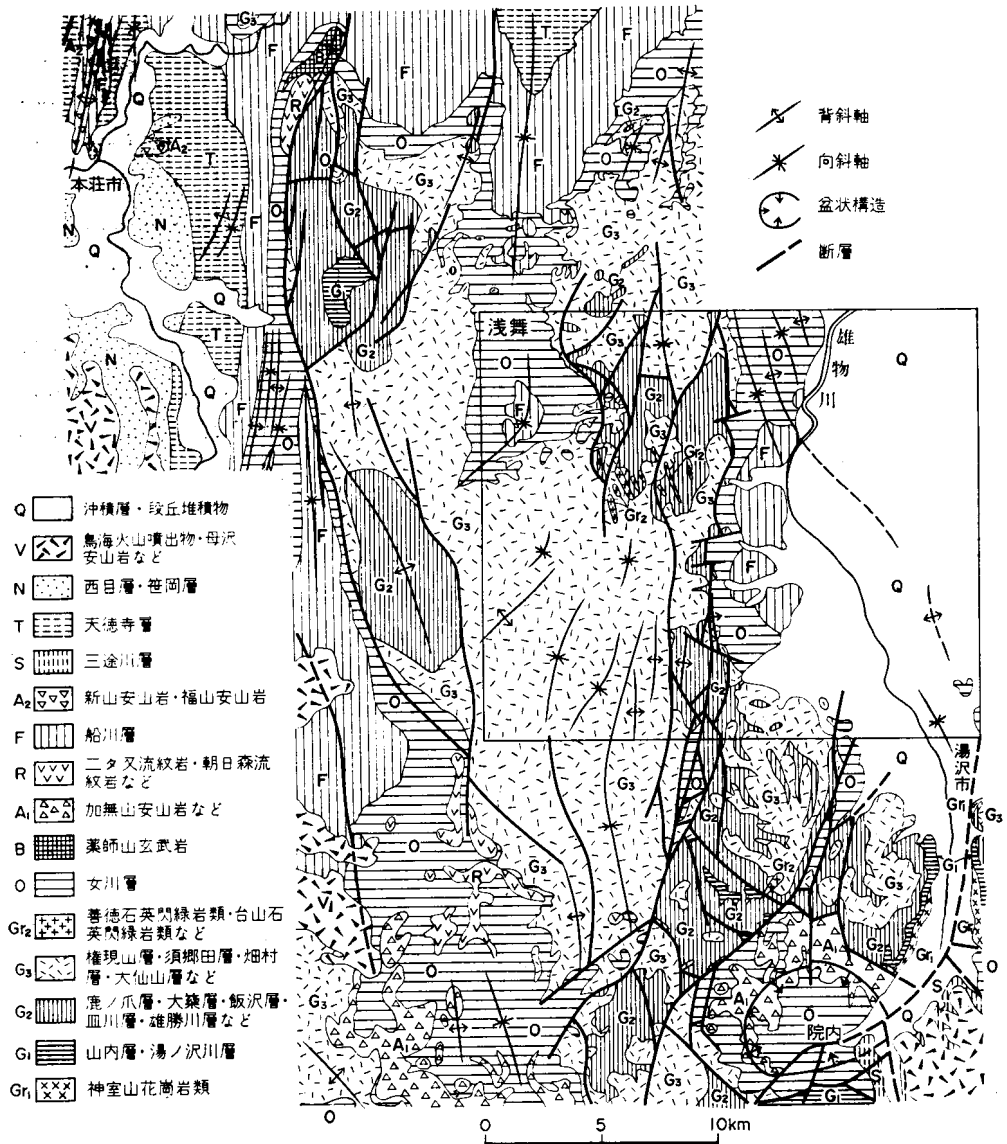 背斜軸
向斜軸
盆状構造
断層
本荘市
浅舞
雄物川
湯沢市
院内
Q 沖積層・段丘堆積物
V 鳥海火山噴出物・母沢
安山岩など
N 西目層・笹岡層
T 天徳寺層
S 三途川層
A₂ 新山安山岩・福山安山岩
F 船川層
R 二タ又流紋岩・朝日森流
紋岩など
A₁ 加無山安山岩など
B 薬師山玄武岩
O 女川層
Gr₂ 善徳石英閃緑岩類・台山石
英閃緑岩類など
G₃ 権現山層・須郷田層・畑村
層・大仙山層など
G₂ 鹿ノ爪層・大簗層・飯沢層・
皿川層・雄勝川層など
G₁ 山内層・湯ノ沢川層
Gr₁ 神室山花崗岩類
0 5 10km